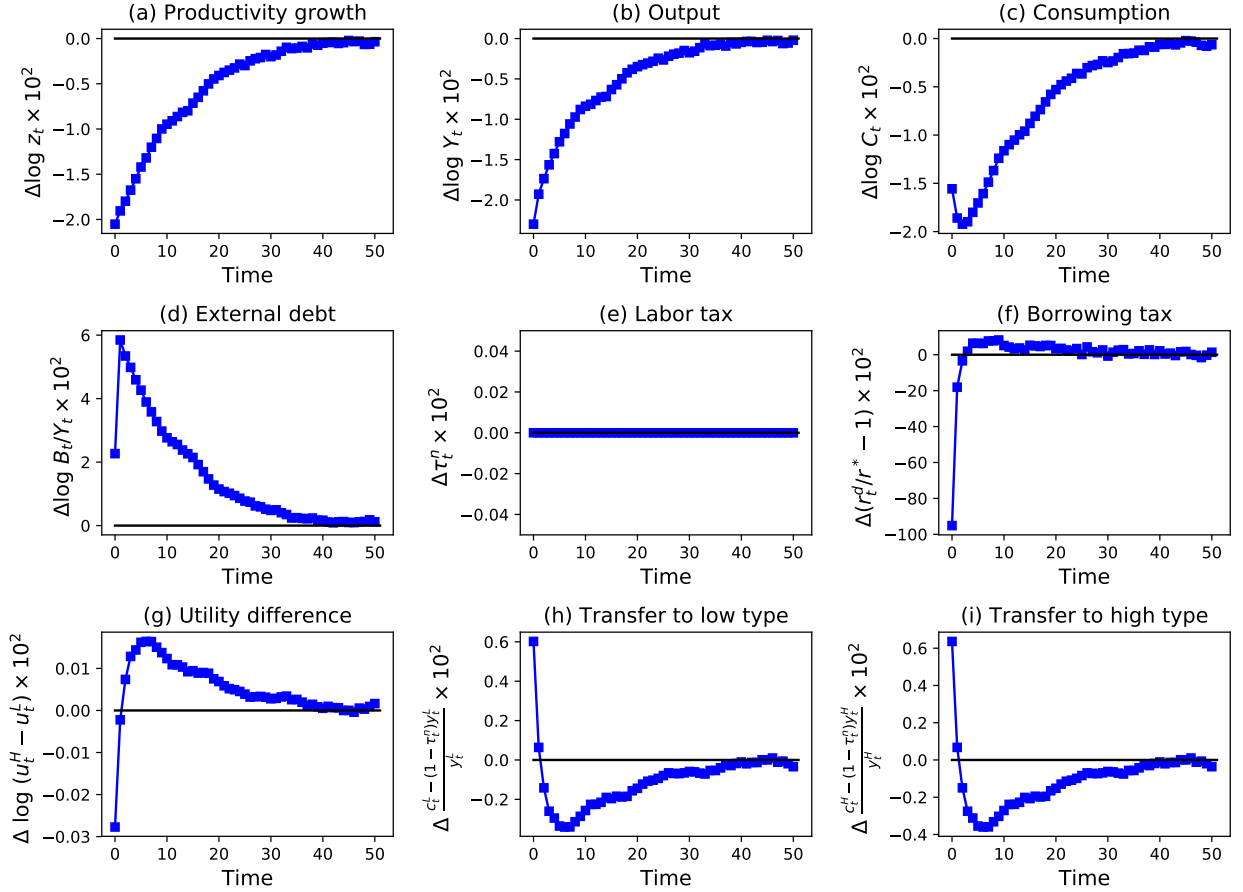 (a) Productivity growth
Δlog z_t × 10^2
0.0
−0.5
−1.0
−1.5
−2.0
0 10 20 30 40 50
Time
(b) Output
Δlog Y_t × 10^2
0.0
−0.5
−1.0
−1.5
−2.0
0 10 20 30 40 50
Time
(c) Consumption
Δlog C_t × 10^2
0.0
−0.5
−1.0
−1.5
−2.0
0 10 20 30 40 50
Time
(d) External debt
Δlog B_t/Y_t × 10^2
6
4
2
0
0 10 20 30 40 50
Time
(e) Labor tax
Δτ_t^n × 10^2
0.04
0.02
0.00
−0.02
−0.04
0 10 20 30 40 50
Time
(f) Borrowing tax
Δ(r_t^d/r^* − 1) × 10^2
0
−20
−40
−60
−80
−100
0 10 20 30 40 50
Time
(g) Utility difference
Δ log (u_t^H − u_t^L) × 10^2
0.01
0.00
−0.01
−0.02
−0.03
0 10 20 30 40 50
Time
(h) Transfer to low type
Δ (c_t^L − (1 − τ_t^n)y_t^L)/y_t^L × 10^2
0.6
0.4
0.2
0.0
−0.2
0 10 20 30 40 50
Time
(i) Transfer to high type
Δ (c_t^H − (1 − τ_t^n)y_t^H)/y_t^H × 10^2
0.6
0.4
0.2
0.0
−0.2
−0.4
0 10 20 30 40 50
Time